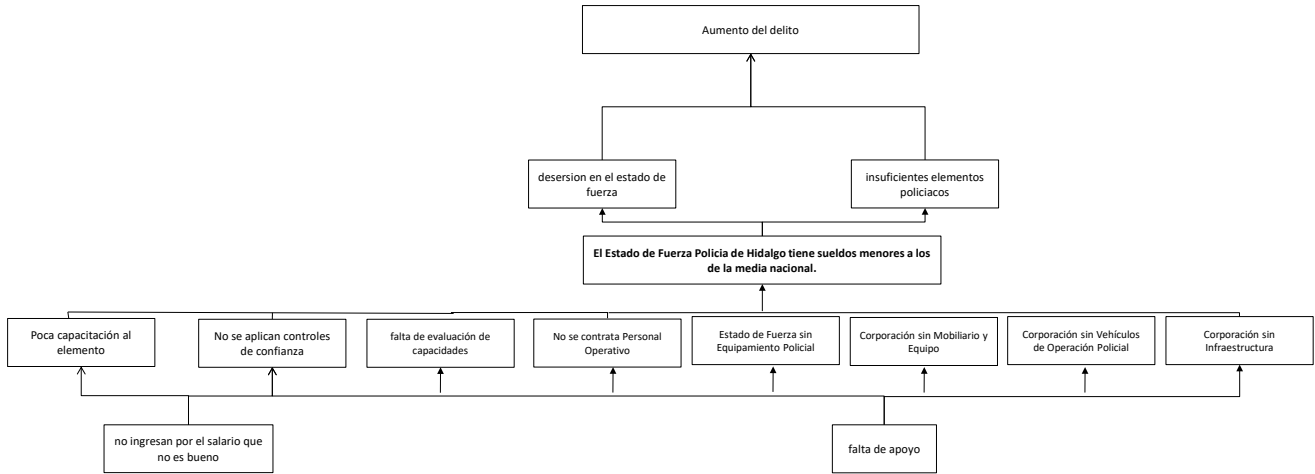 Aumento del delito
desersion en el estado de
fuerza
insuficientes elementos
policiacos
El Estado de Fuerza Policia de Hidalgo tiene sueldos menores a los
de la media nacional.
Poca capacitación al
elemento
No se aplican controles
de confianza
falta de evaluación de
capacidades
No se contrata Personal
Operativo
Estado de Fuerza sin
Equipamiento Policial
Corporación sin Mobiliario y
Equipo
Corporación sin Vehículos
de Operación Policial
Corporación sin
Infraestructura
no ingresan por el salario que
no es bueno
falta de apoyo